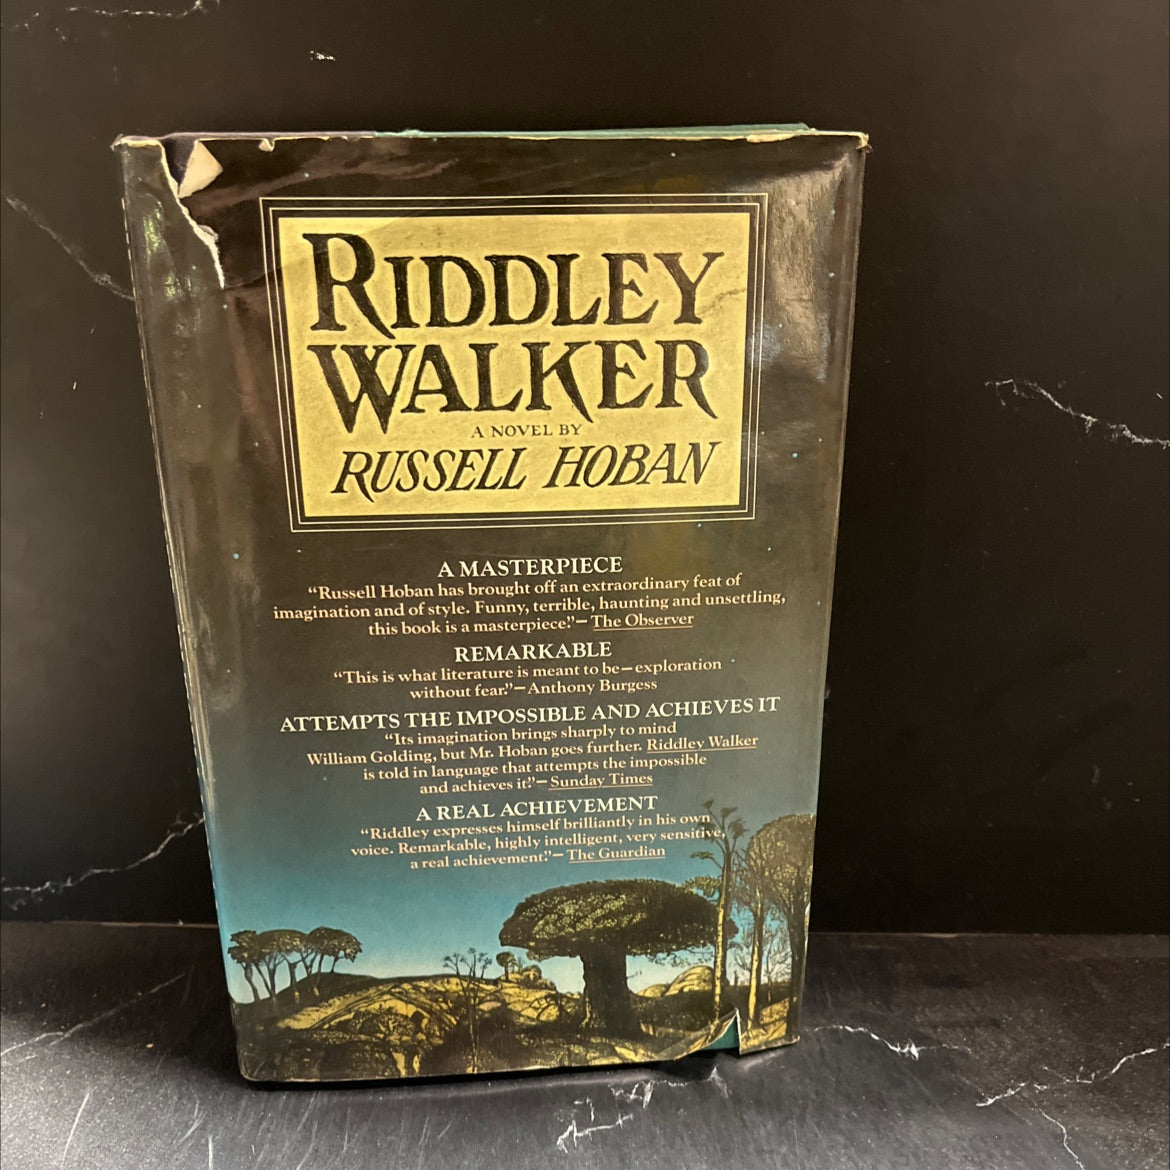 RIDDLEY
WALKER
A NOVEL BY
RUSSELL HOBAN
A MASTERPIECE
“Russell Hoban has brought off an extraordinary feat of
imagination and of style. Funny, terrible, haunting and unsettling,
this book is a masterpiece.”—The Observer
REMARKABLE
“This is what literature is meant to be—exploration
without fear.”—Anthony Burgess
ATTEMPTS THE IMPOSSIBLE AND ACHIEVES IT
“Its imagination brings sharply to mind
William Golding, but Mr. Hoban goes further. Riddley Walker
is told in language that attempts the impossible
and achieves it.”—Sunday Times
A REAL ACHIEVEMENT
“Riddley expresses himself brilliantly in his own
voice. Remarkable, highly intelligent, very sensitive,
a real achievement.”—The Guardian